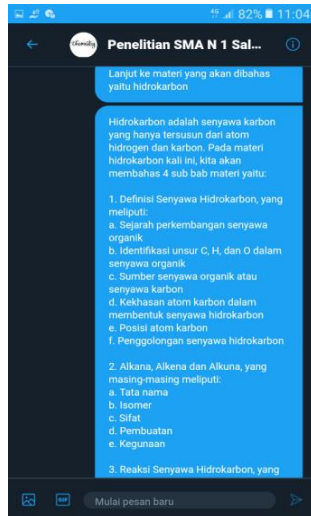 4G 82% 11:04
Chemistry Penelitian SMA N 1 Sal...
Lanjut ke materi yang akan dibahas
yaitu hidrokarbon
Hidrokarbon adalah senyawa karbon
yang hanya tersusun dari atom
hidrogen dan karbon. Pada materi
hidrokarbon kali ini, kita akan
membahas 4 sub bab materi yaitu:
1. Definisi Senyawa Hidrokarbon, yang
meliputi:
a. Sejarah perkembangan senyawa
organik
b. Identifikasi unsur C, H, dan O dalam
senyawa organik
c. Sumber senyawa organik atau
senyawa karbon
d. Kekhasan atom karbon dalam
membentuk senyawa hidrokarbon
e. Posisi atom karbon
f. Penggolongan senyawa hidrokarbon
2. Alkana, Alkena dan Alkuna, yang
masing-masing meliputi:
a. Tata nama
b. Isomer
c. Sifat
d. Pembuatan
e. Kegunaan
3. Reaksi Senyawa Hidrokarbon, yang
GIF Mulai pesan baru